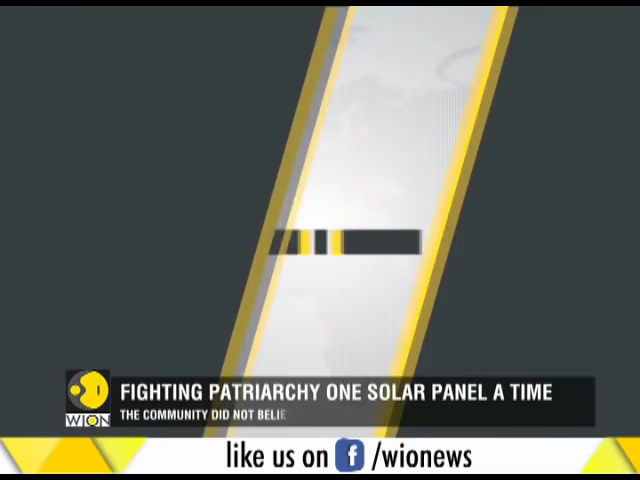 FIGHTING PATRIARCHY ONE SOLAR PANEL A TIME
THE COMMUNITY DID NOT BELIE
WION
like us on f /wionews